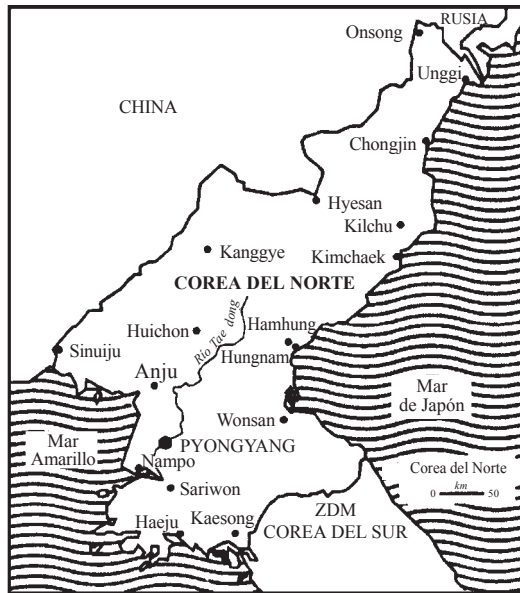 RUSIA
Onsong
Unggi
CHINA
Chongjin
Hyesan
Kilchu
Kanggye
Kimchaek
COREA DEL NORTE
Río Tae dong
Huichon
Hamhung
Sinuiju
Hungnam
Anju
Mar
de Japón
Wonsan
Mar
Amarillo
PYONGYANG
Nampo
Corea del Norte
km
0 50
Sariwon
ZDM
Haeju
Kaesong
COREA DEL SUR